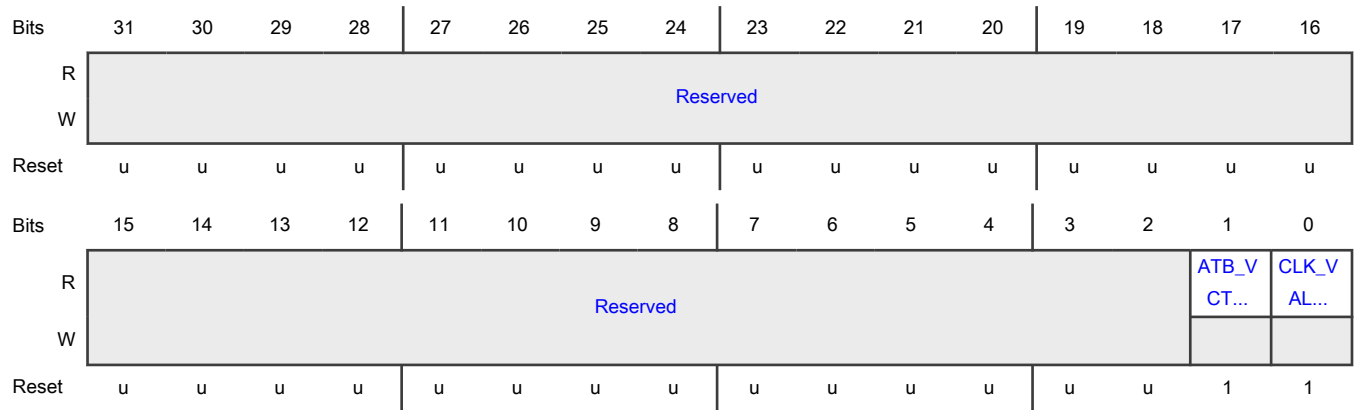 Bits 31 30 29 28 27 26 25 24 23 22 21 20 19 18 17 16
R
Reserved
W
Reset u u u u u u u u u u u u u u u u
Bits 15 14 13 12 11 10 9 8 7 6 5 4 3 2 1 0
R Reserved ATB_V CLK_V
CT... AL...
W
Reset u u u u u u u u u u u u u u 1 1